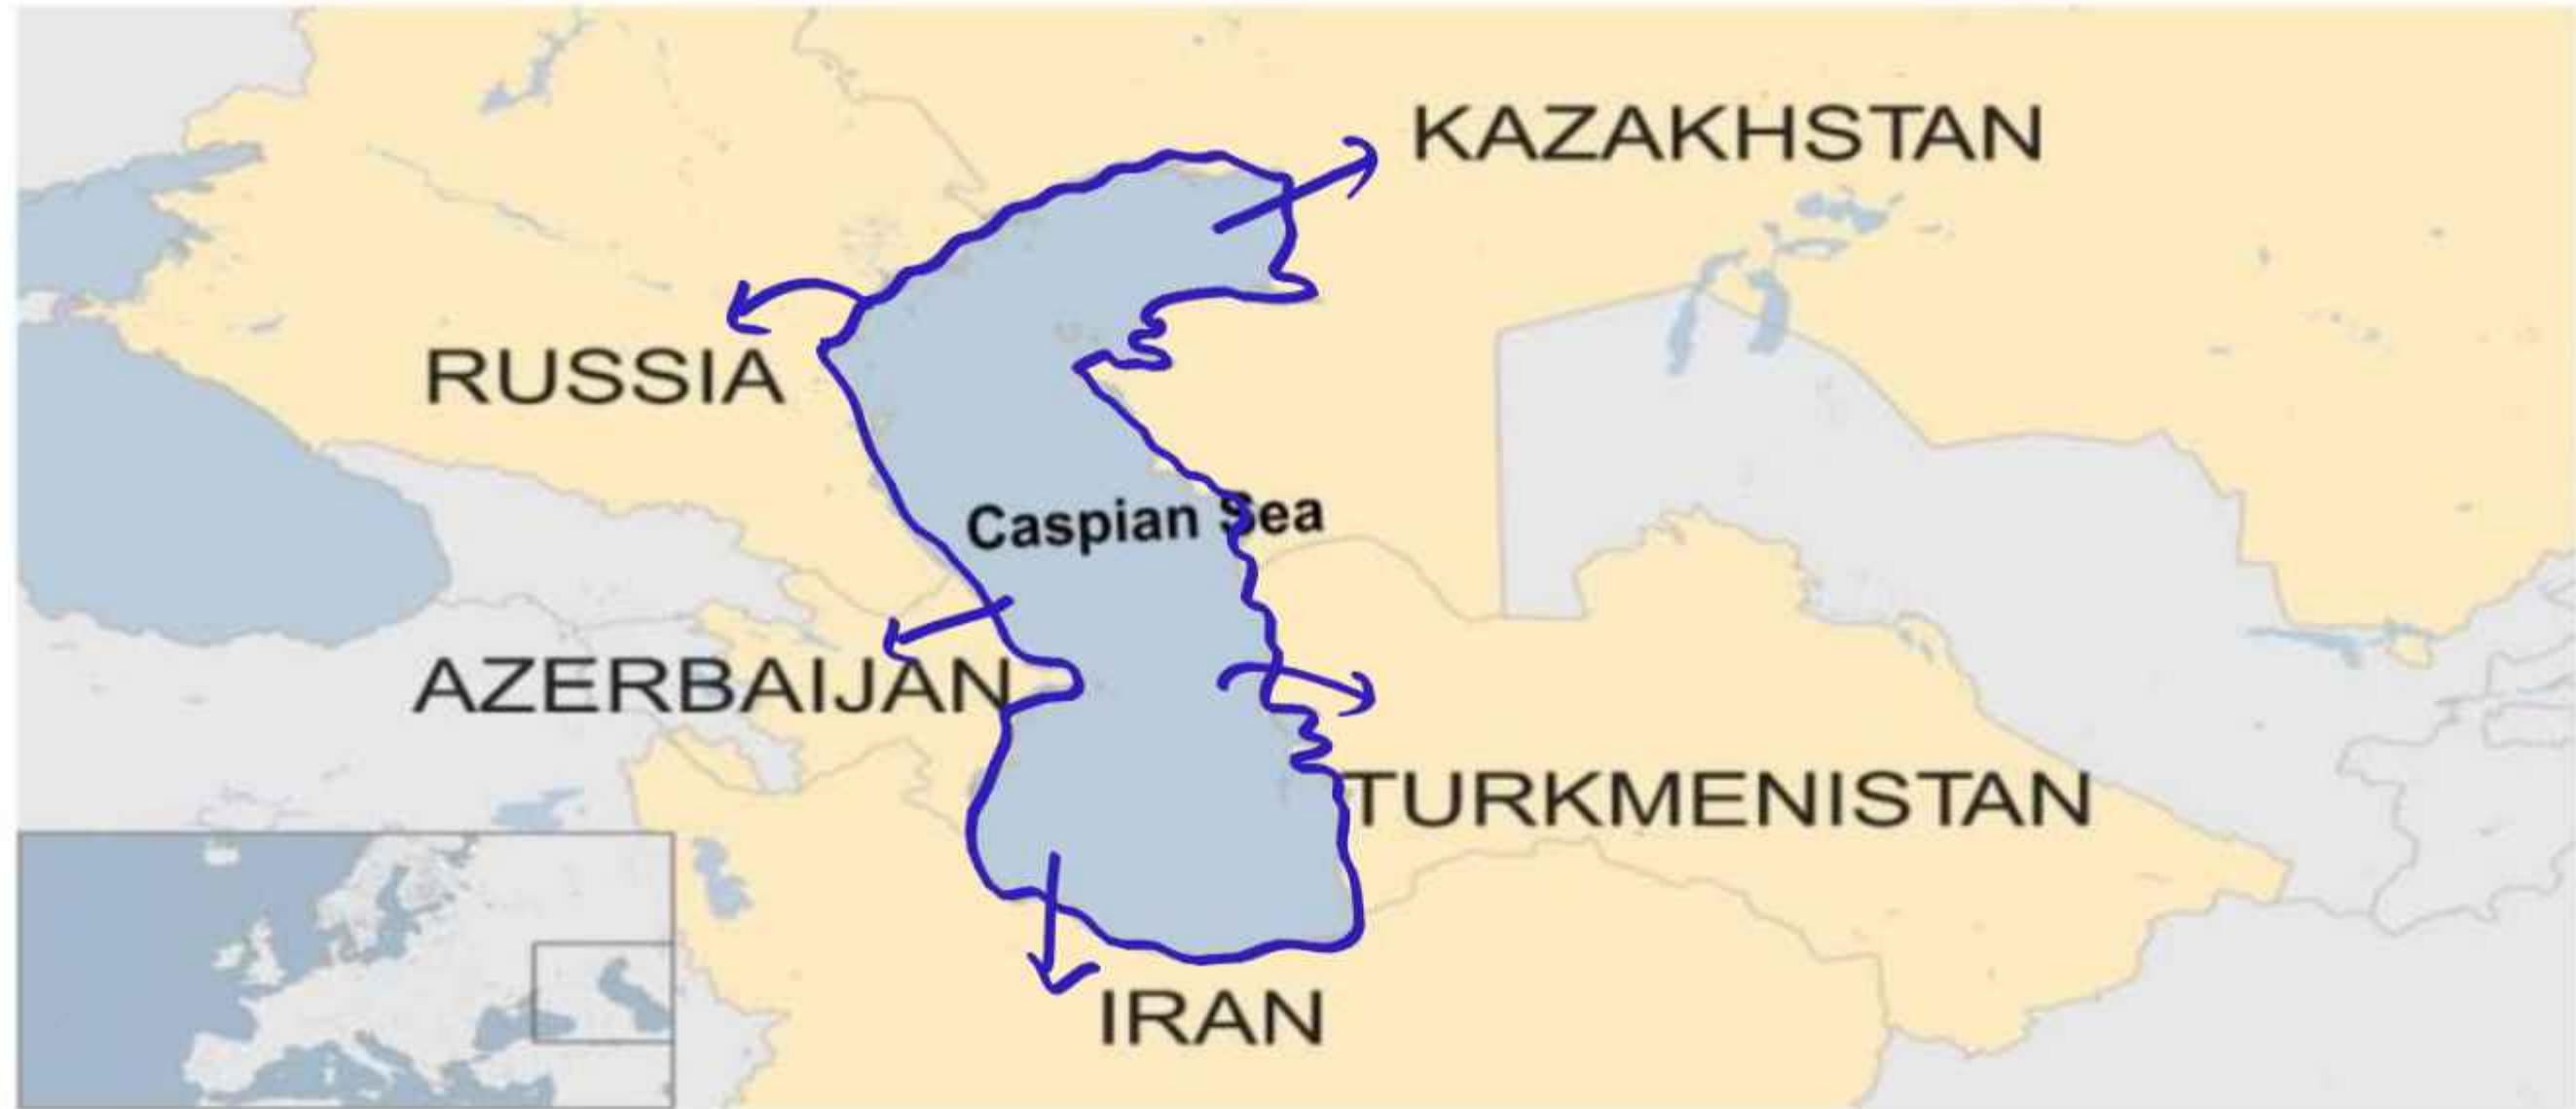 KAZAKHSTAN
RUSSIA
Caspian Sea
AZERBAIJAN
TURKMENISTAN
IRAN